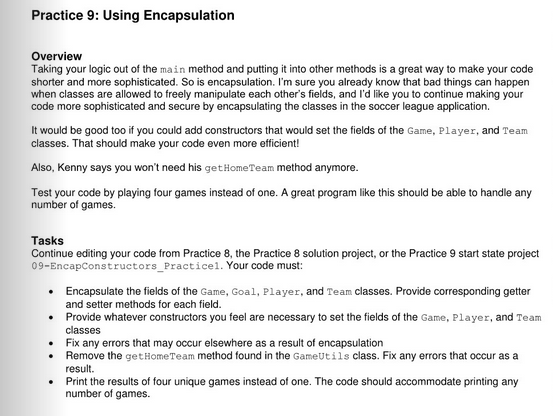 Practice 9: Using Encapsulation
Overview
Taking your logic out of the main method and putting it into other methods is a great way to make your code
shorter and more sophisticated. So is encapsulation. I'm sure you already know that bad things can happen
when classes are allowed to freely manipulate each other's fields, and I'd like you to continue making your
code more sophisticated and secure by encapsulating the classes in the soccer league application.
It would be good too if you could add constructors that would set the fields of the Game, Player, and Team
classes. That should make your code even more efficient!
Also, Kenny says you won't need his getHomeTeam method anymore.
Test your code by playing four games instead of one. A great program like this should be able to handle any
number of games.
Tasks
Continue editing your code from Practice 8, the Practice 8 solution project, or the Practice 9 start state project
09-EncapConstructors_Practice1. Your code must:
• Encapsulate the fields of the Game, Goal, Player, and Team classes. Provide corresponding getter
and setter methods for each field.
• Provide whatever constructors you feel are necessary to set the fields of the Game, Player, and Team
classes
• Fix any errors that may occur elsewhere as a result of encapsulation
• Remove the getHomeTeam method found in the GameUtils class. Fix any errors that occur as a
result.
• Print the results of four unique games instead of one. The code should accommodate printing any
number of games.